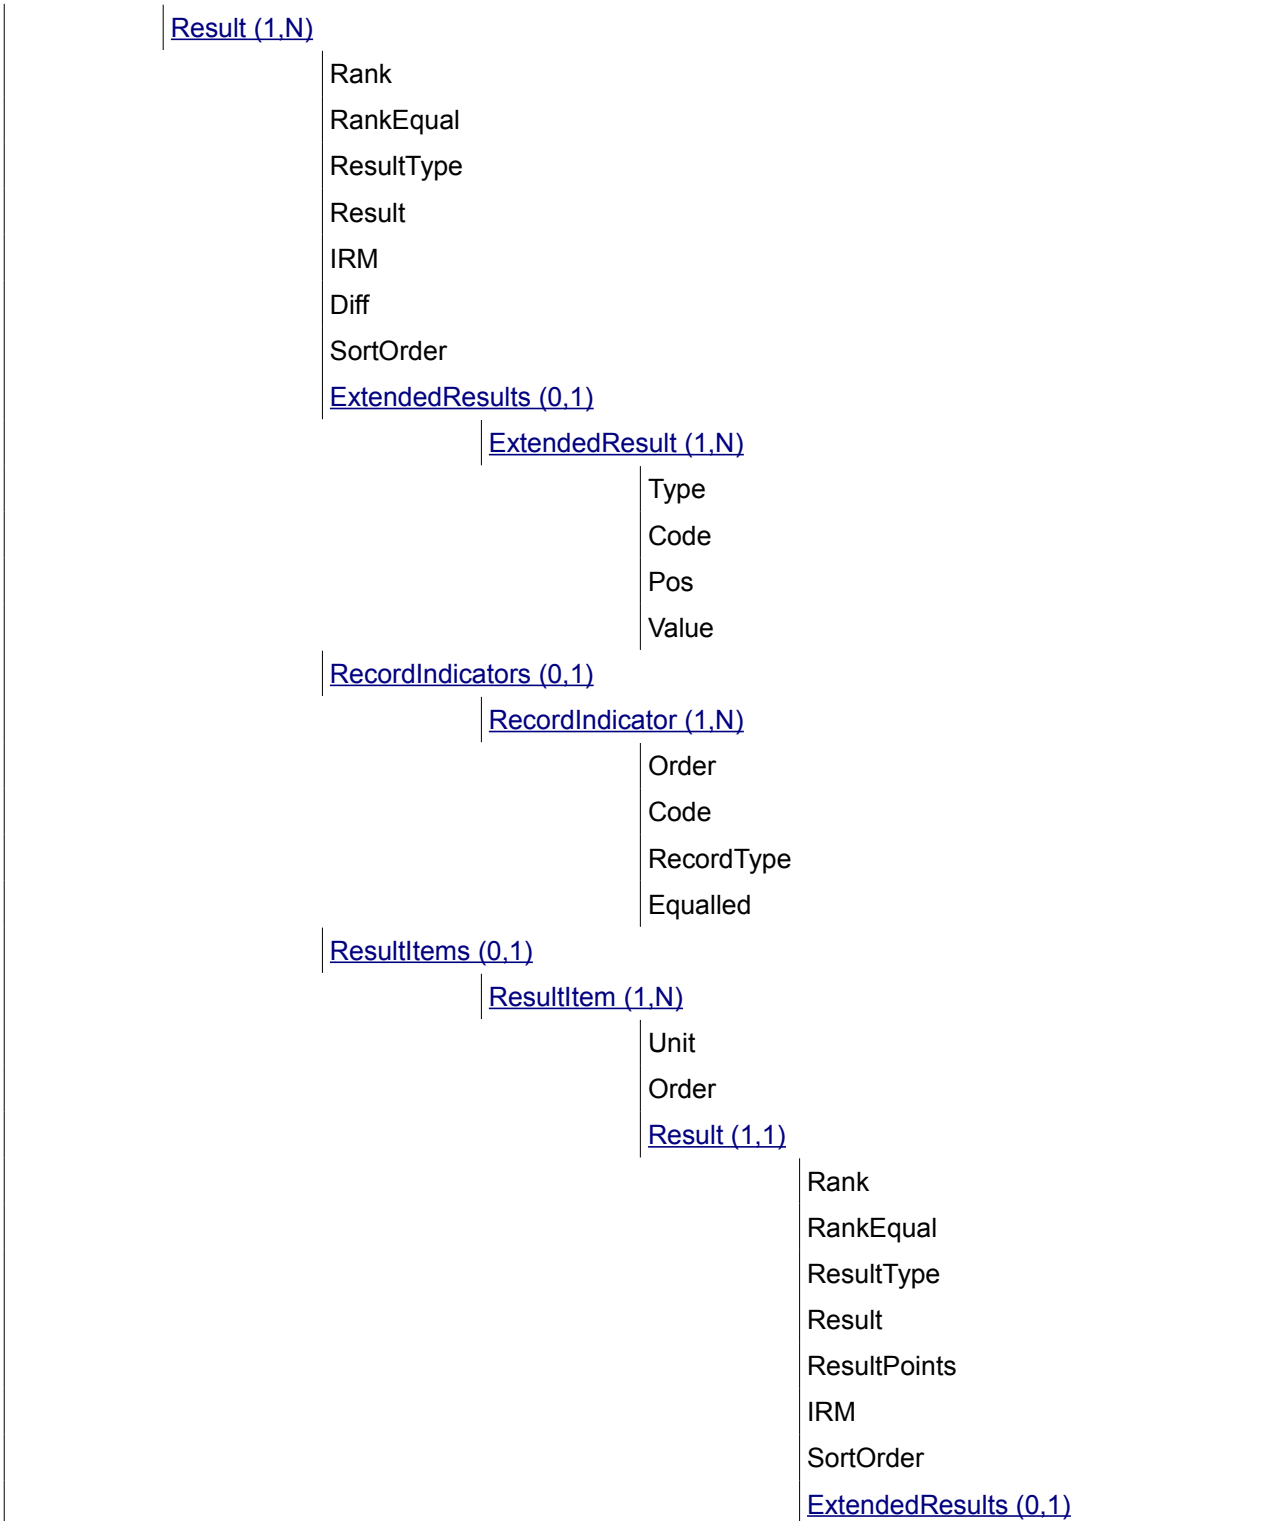 Result (1,N)
Rank
RankEqual
ResultType
Result
IRM
Diff
SortOrder
ExtendedResults (0,1)
ExtendedResult (1,N)
Type
Code
Pos
Value
RecordIndicators (0,1)
RecordIndicator (1,N)
Order
Code
RecordType
Equalled
ResultItems (0,1)
ResultItem (1,N)
Unit
Order
Result (1,1)
Rank
RankEqual
ResultType
Result
ResultPoints
IRM
SortOrder
ExtendedResults (0,1)